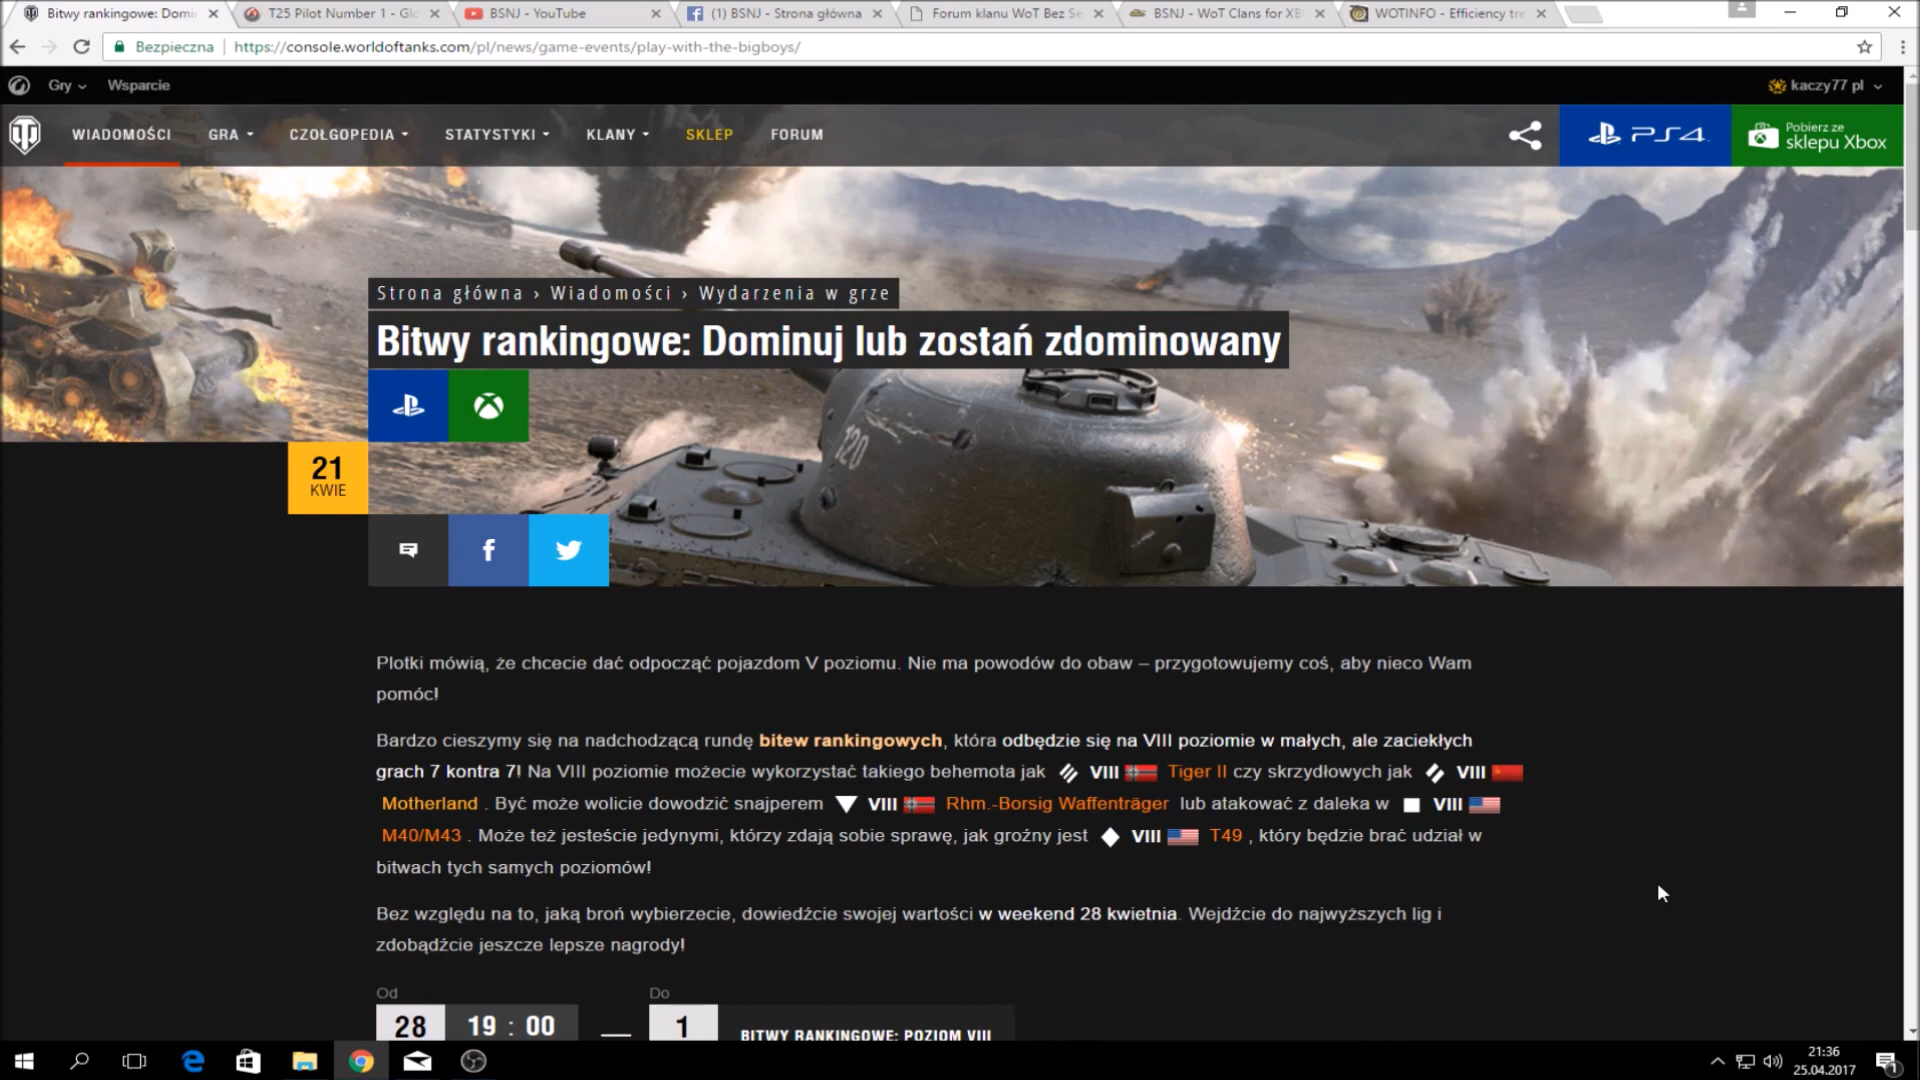 Bitwy rankingowe: Domi
T25 Pilot Number 1 - Glo
BSNJ - YouTube
(1) BSNJ - Strona główna
Forum klanu WoT Bez Se
BSNJ - WoT Clans for XB
WOTINFO - Efficiency tre
Bezpieczna
https://console.worldoftanks.com/pl/news/game-events/play-with-the-bigboys/
Gry
Wsparcie
kaczy77 pl
WIADOMOŚCI
GRA
CZOŁGOPEDIA
STATYSTYKI
KLANY
SKLEP
FORUM
PS4
Pobierz ze
sklepu Xbox
Strona główna › Wiadomości › Wydarzenia w grze
Bitwy rankingowe: Dominuj lub zostań zdominowany
120
21
KWIE
Plotki mówią, że chcecie dać odpocząć pojazdom V poziomu. Nie ma powodów do obaw – przygotowujemy coś, aby nieco Wam
pomóc!
Bardzo cieszymy się na nadchodzącą rundę bitew rankingowych, która odbędzie się na VIII poziomie w małych, ale zaciekłych
grach 7 kontra 7! Na VIII poziomie możecie wykorzystać takiego behemota jak VIII Tiger II czy skrzydłowych jak VIII
Motherland . Być może wolicie dowodzić snajperem VIII Rhm.-Borsig Waffenträger lub atakować z daleka w VIII
M40/M43 . Może też jesteście jedynymi, którzy zdają sobie sprawę, jak groźny jest VIII T49 , który będzie brać udział w
bitwach tych samych poziomów!
Bez względu na to, jaką broń wybierzecie, dowiedźcie swojej wartości w weekend 28 kwietnia. Wejdźcie do najwyższych lig i
zdobądźcie jeszcze lepsze nagrody!
Od
Do
28
19 : 00
—
1
BITWY RANKINGOWE: POZIOM VIII
21:36
25.04.2017
1